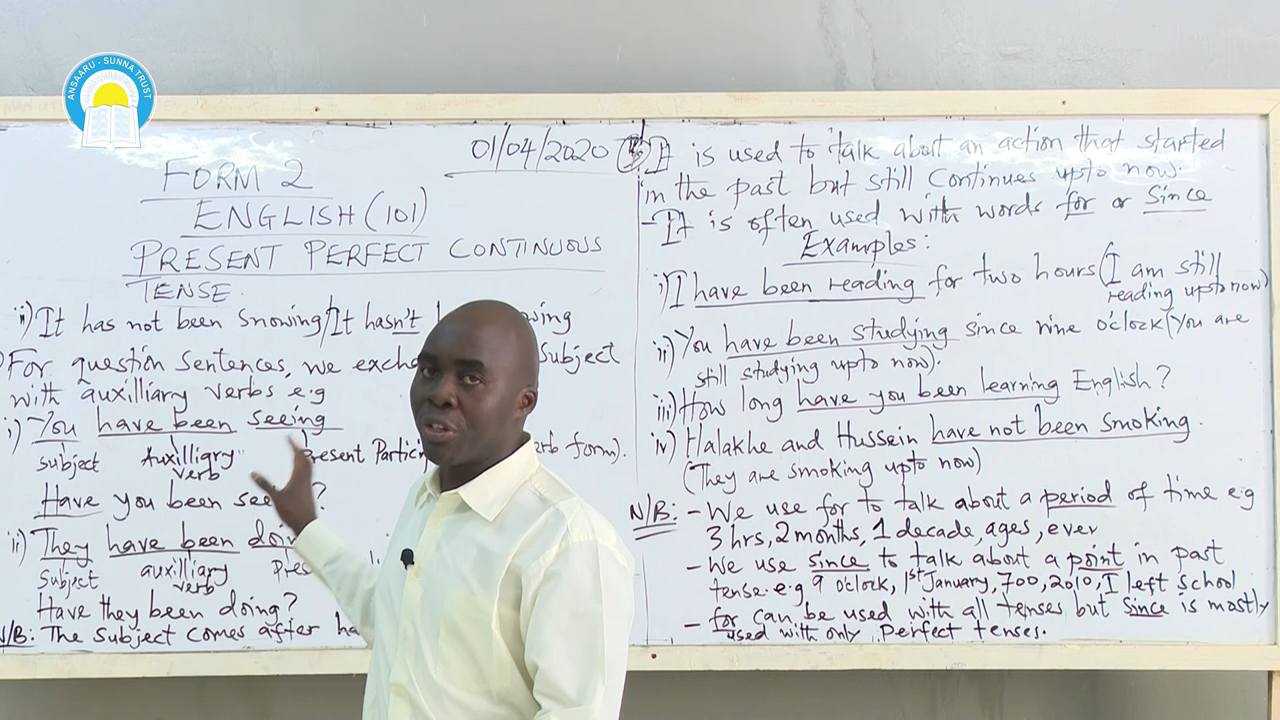 ANSAARU - SUNNA TRUST
01/04/2020
FORM 2
ENGLISH (101)
PRESENT PERFECT CONTINUOUS
TENSE.
ii) It has not been snowing/It hasn't
For question sentences, we subject
with auxilliary verbs e.g
i) You have been seeing
subject Auxilliary verb present
verb form).
Have you been ?
ii) They have been
subject auxilliary verb
Have they been doing?
N/B: The subject comes after
It is used to talk about an action that started
in the past but still continues upto now.
- It is often used with words for or since
Examples:
i) I have been reading for two hours (I am still
reading upto now)
ii) You have been studying since nine o'clock (You are
still studying upto now).
iii) How long have you been learning English?
iv) Halakhe and Hussein have not been smoking.
(They are smoking upto now)
N/B: - We use for to talk about a period of time e.g
3 hrs, 2 months, 1 decade, ages, ever
- We use since to talk about a point in past
tense. e.g 9 o'clock, 1st January, 700, 2010, I left school
- for can be used with all tenses but since is mostly
used with only Perfect tenses.